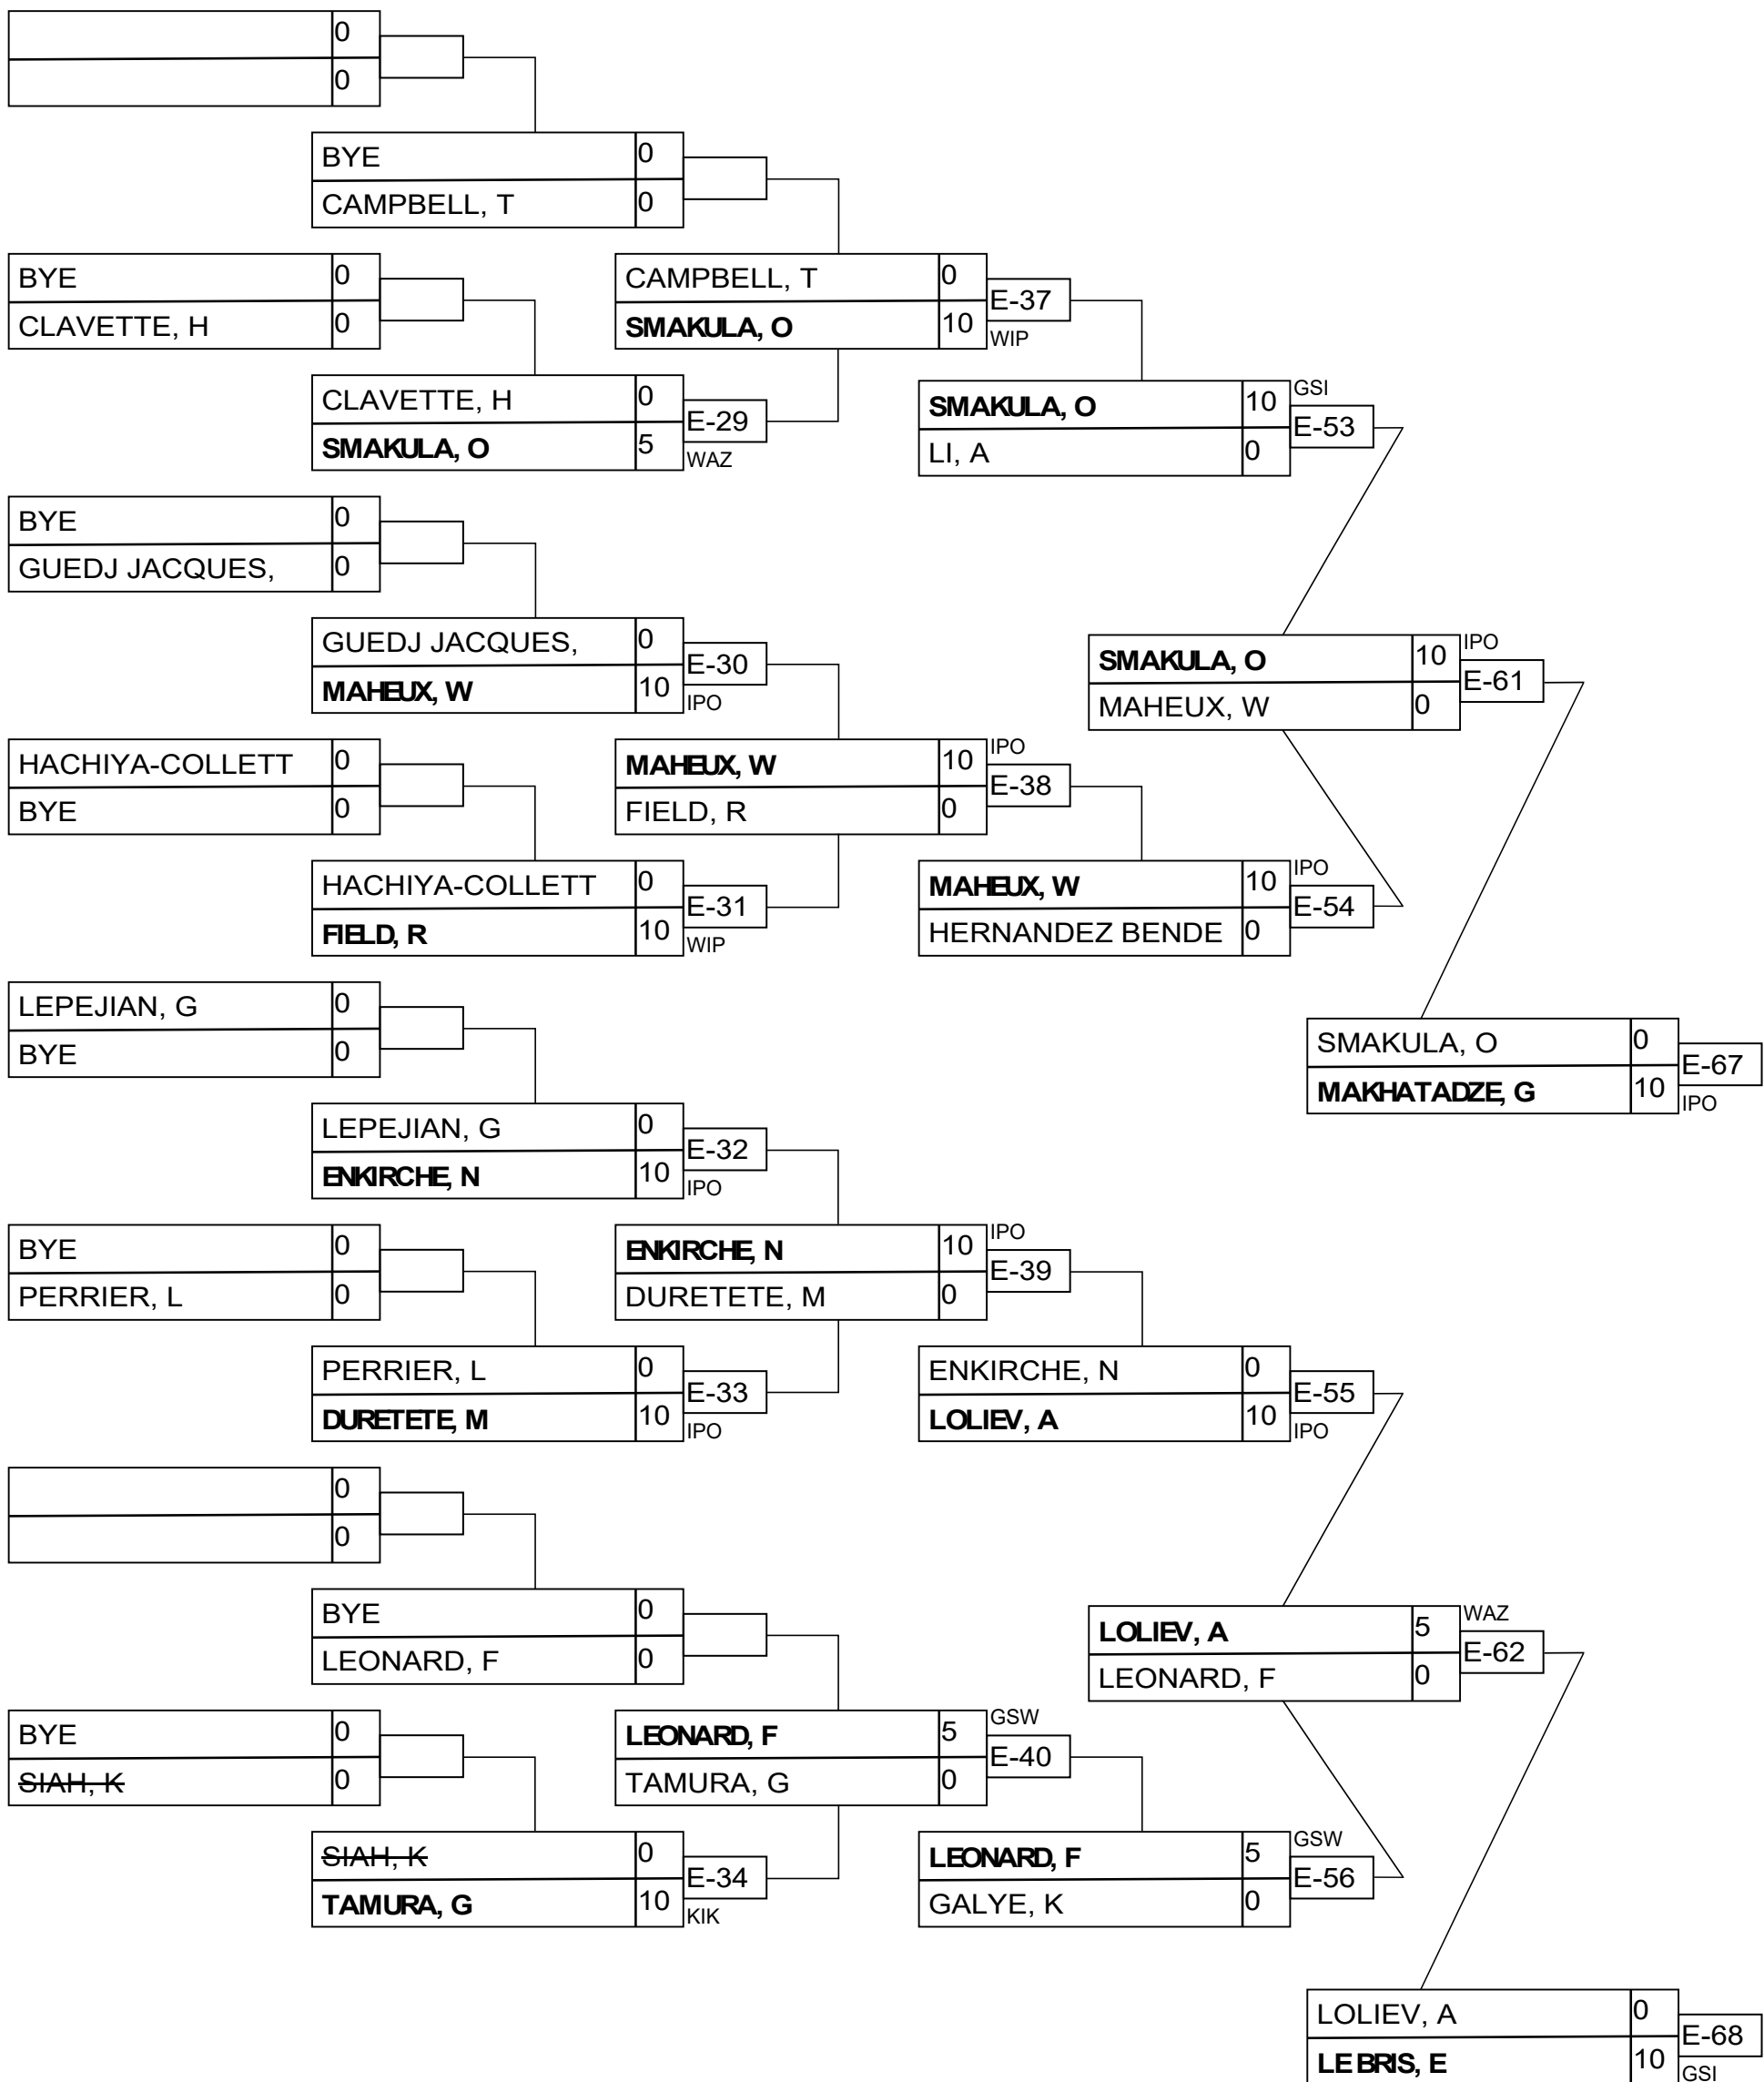 0
0
BYE 0
CAMPBELL, T 0
BYE 0
CLAVETTE, H 0
CAMPBELL, T 0
E-37
SMAKULA, O 10
WIP
CLAVETTE, H 0
E-29
SMAKULA, O 5
WAZ
SMAKULA, O 10 GSI
E-53
LI, A 0
BYE 0
GUEDJ JACQUES, 0
GUEDJ JACQUES, 0
E-30
MAHEUX, W 10
IPO
SMAKULA, O 10 IPO
E-61
MAHEUX, W 0
HACHIYA-COLLETT 0
BYE 0
MAHEUX, W 10 IPO
E-38
FIELD, R 0
HACHIYA-COLLETT 0
E-31
FIELD, R 10
WIP
MAHEUX, W 10 IPO
E-54
HERNANDEZ BENDE 0
LEPEJIAN, G 0
BYE 0
SMAKULA, O 0
E-67
MAKHATADZE, G 10
IPO
LEPEJIAN, G 0
E-32
ENKIRCHE, N 10
IPO
BYE 0
PERRIER, L 0
ENKIRCHE, N 10 IPO
E-39
DURETETE, M 0
PERRIER, L 0
E-33
DURETETE, M 10
IPO
ENKIRCHE, N 0
E-55
LOLIEV, A 10
IPO
0
0
BYE 0
LEONARD, F 0
LOLIEV, A 5 WAZ
E-62
LEONARD, F 0
BYE 0
SIAH, K 0
LEONARD, F 5 GSW
E-40
TAMURA, G 0
SIAH, K 0
E-34
TAMURA, G 10
KIK
LEONARD, F 5 GSW
E-56
GALYE, K 0
LOLIEV, A 0
E-68
LE BRIS, E 10
GSI